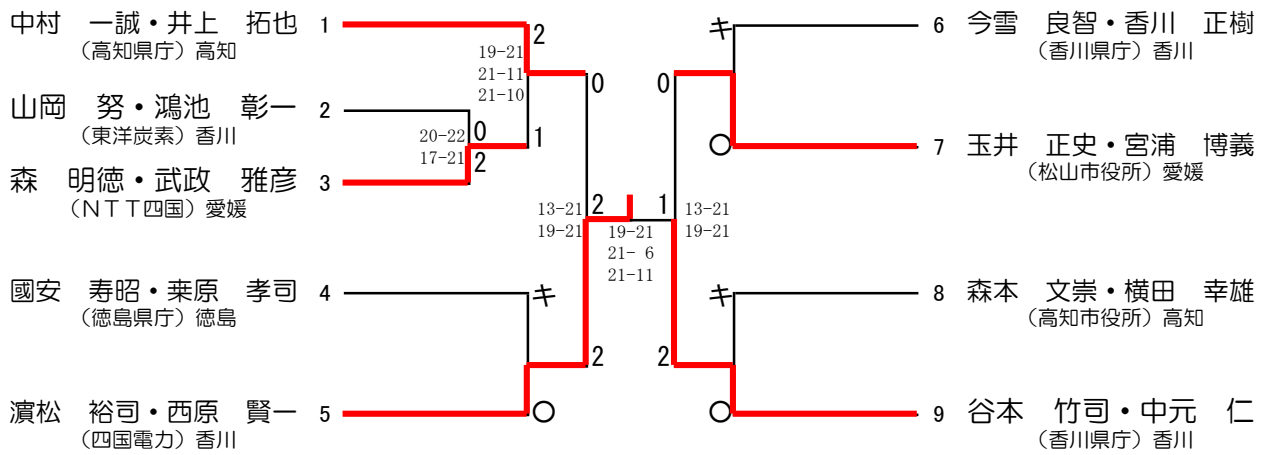 中村　一誠・井上　拓也 1
（高知県庁）高知
2
19-21
21-11
21-10
0
山岡　努・鴻池　彰一 2
（東洋炭素）香川
20-22 0
17-21 2
1
森　明徳・武政　雅彦 3
（ＮＴＴ四国）愛媛
13-21 2
19-21
19-21
21- 6
21-11
1 13-21
19-21
國安　寿昭・乗原　孝司 4
（徳島県庁）徳島
キ
2
濵松　裕司・西原　賢一 5
（四国電力）香川
○
キ 6 今雪　良智・香川　正樹
（香川県庁）香川
0
○ 7 玉井　正史・宮浦　博義
（松山市役所）愛媛
キ 8 森本　文崇・横田　幸雄
（高知市役所）高知
2
○ 9 谷本　竹司・中元　仁
（香川県庁）香川